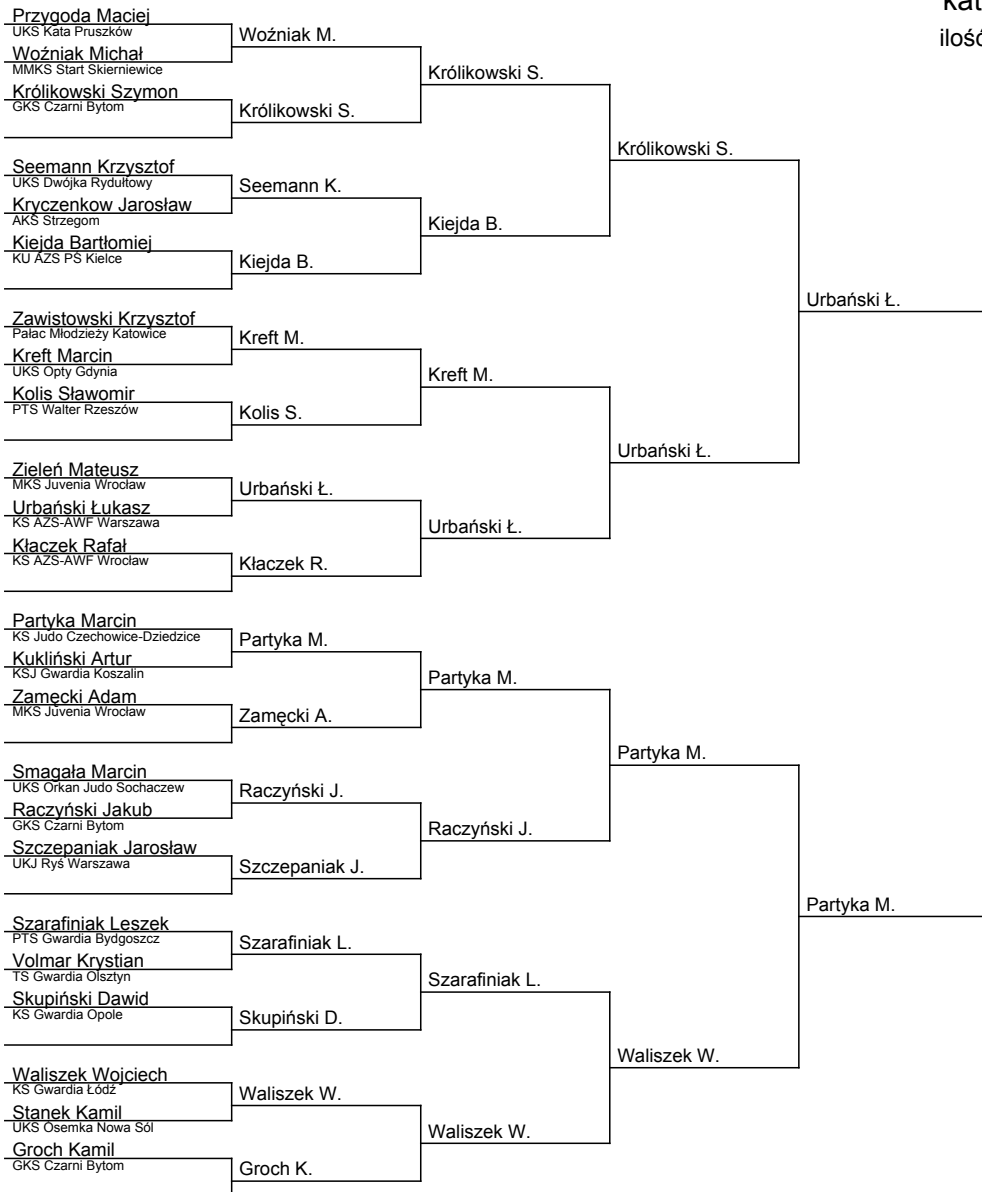 Przygoda Maciej
UKS Kata Pruszków
Woźniak Michał
MMKS Start Skierniewice
Królikowski Szymon
GKS Czarni Bytom
Seemann Krzysztof
UKS Dwójka Rydułtowy
Kryczenkow Jarosław
AKS Strzegom
Kiejda Bartłomiej
KU AZS PŚ Kielce
Zawistowski Krzysztof
Pałac Młodzieży Katowice
Kreft Marcin
UKS Opty Gdynia
Kolis Sławomir
PTS Walter Rzeszów
Zieleń Mateusz
MKS Juvenia Wrocław
Urbański Łukasz
KS AZS-AWF Warszawa
Kłaczek Rafał
KS AZS-AWF Wrocław
Partyka Marcin
KS Judo Czechowice-Dziedzice
Kukliński Artur
KSJ Gwardia Koszalin
Zamęcki Adam
MKS Juvenia Wrocław
Smagała Marcin
UKS Orkan Judo Sochaczew
Raczyński Jakub
GKS Czarni Bytom
Szczepaniak Jarosław
UKJ Ryś Warszawa
Szarafiniak Leszek
PTS Gwardia Bydgoszcz
Volmar Krystian
TS Gwardia Olsztyn
Skupiński Dawid
KS Gwardia Opole
Waliszek Wojciech
KS Gwardia Łódź
Stanek Kamil
UKS Ósemka Nowa Sól
Groch Kamil
GKS Czarni Bytom
Woźniak M.
Królikowski S.
Seemann K.
Kiejda B.
Kreft M.
Kolis S.
Urbański Ł.
Kłaczek R.
Partyka M.
Zamęcki A.
Raczyński J.
Szczepaniak J.
Szarafiniak L.
Skupiński D.
Waliszek W.
Groch K.
Królikowski S.
Kiejda B.
Kreft M.
Urbański Ł.
Partyka M.
Raczyński J.
Szarafiniak L.
Waliszek W.
Królikowski S.
Urbański Ł.
Partyka M.
Waliszek W.
Urbański Ł.
Partyka M.
kat
ilość